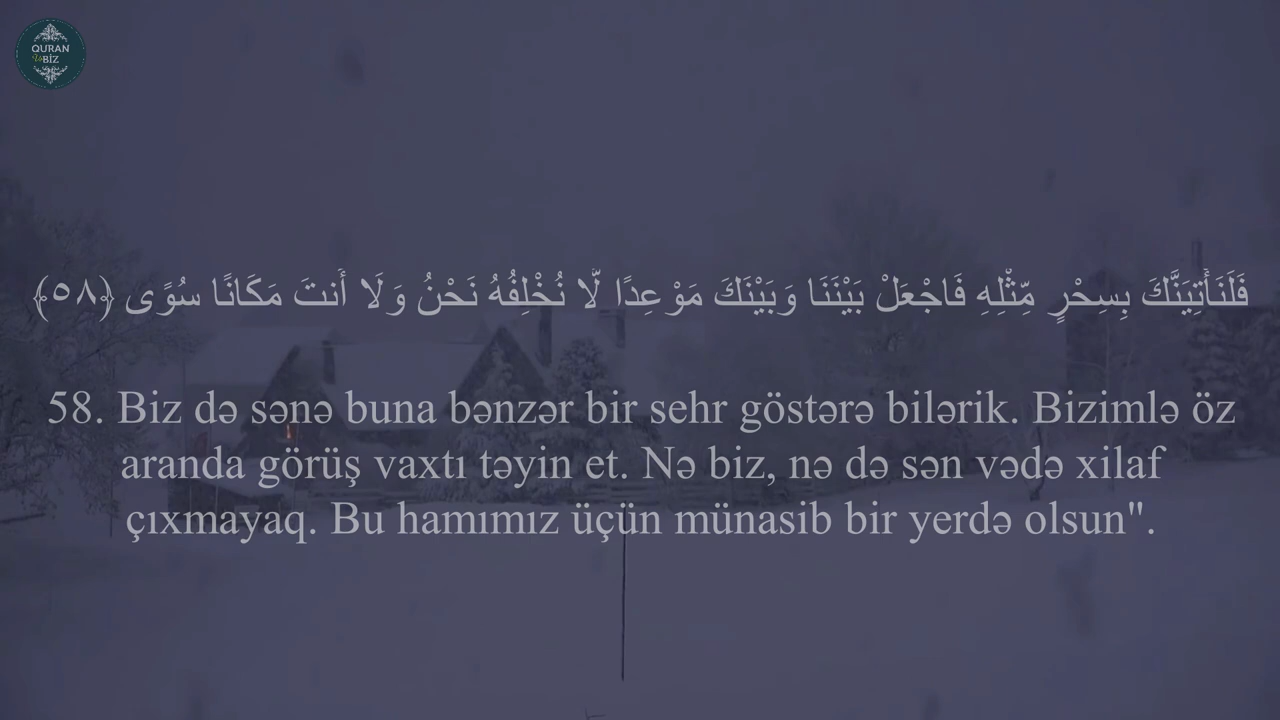 QURAN
Və BİZ
فَلَنَأْتِيَنَّكَ بِسِحْرٍ مِّثْلِهِ فَاجْعَلْ بَيْنَنَا وَبَيْنَكَ مَوْعِدًا لَّا نُخْلِفُهُ نَحْنُ وَلَا أَنتَ مَكَانًا سُوًى ﴿٥٨﴾
58. Biz də sənə buna bənzər bir sehr göstərə bilərik. Bizimlə öz
aranda görüş vaxtı təyin et. Nə biz, nə də sən vədə xilaf
çıxmayaq. Bu hamımız üçün münasib bir yerdə olsun".